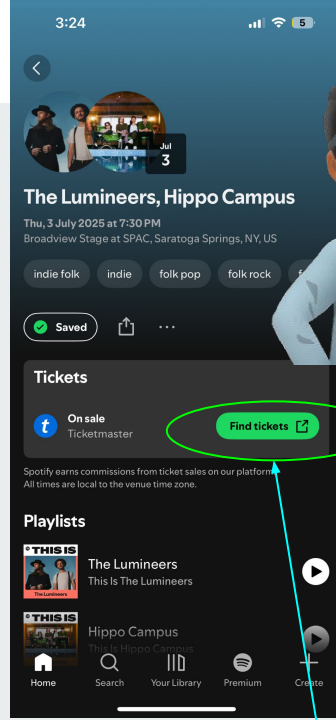 3:24
5
Jul
3
The Lumineers, Hippo Campus
Thu, 3 July 2025 at 7:30 PM
Broadview Stage at SPAC, Saratoga Springs, NY, US
indie folk
indie
folk pop
folk rock
Saved
Tickets
t
On sale
Find tickets
Ticketmaster
Spotify earns commissions from ticket sales on our platform
All times are local to the venue time zone.
Playlists
THIS IS
The Lumineers
This Is The Lumineers
The Lumineers
THIS IS
Hippo Campus
This Is Hippo Campus
Home
Search
Your Library
Premium
Create